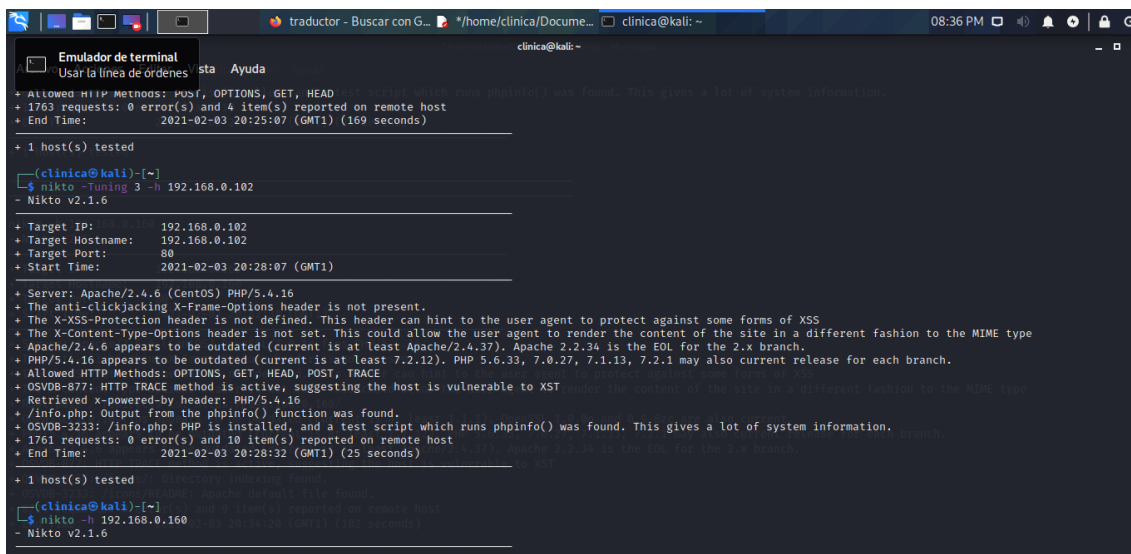 traductor - Buscar con G...
*/home/clinica/Docume...
clinica@kali: ~
08:36 PM
clinica@kali: ~
Emulador de terminal
Usar la línea de órdenes
Vista Ayuda
+ Allowed HTTP Methods: POST, OPTIONS, GET, HEAD
+ 1763 requests: 0 error(s) and 4 item(s) reported on remote host
+ End Time: 2021-02-03 20:25:07 (GMT1) (169 seconds)
+ 1 host(s) tested
(clinica㉿kali)-[~]
$ nikto -Tuning 3 -h 192.168.0.102
- Nikto v2.1.6
+ Target IP: 192.168.0.102
+ Target Hostname: 192.168.0.102
+ Target Port: 80
+ Start Time: 2021-02-03 20:28:07 (GMT1)
+ Server: Apache/2.4.6 (CentOS) PHP/5.4.16
+ The anti-clickjacking X-Frame-Options header is not present.
+ The X-XSS-Protection header is not defined. This header can hint to the user agent to protect against some forms of XSS
+ The X-Content-Type-Options header is not set. This could allow the user agent to render the content of the site in a different fashion to the MIME type
+ Apache/2.4.6 appears to be outdated (current is at least Apache/2.4.37). Apache 2.2.34 is the EOL for the 2.x branch.
+ PHP/5.4.16 appears to be outdated (current is at least 7.2.12). PHP 5.6.33, 7.0.27, 7.1.13, 7.2.1 may also current release for each branch.
+ Allowed HTTP Methods: OPTIONS, GET, HEAD, POST, TRACE
+ OSVDB-877: HTTP TRACE method is active, suggesting the host is vulnerable to XST
+ Retrieved x-powered-by header: PHP/5.4.16
+ /info.php: Output from the phpinfo() function was found.
+ OSVDB-3233: /info.php: PHP is installed, and a test script which runs phpinfo() was found. This gives a lot of system information.
+ 1761 requests: 0 error(s) and 10 item(s) reported on remote host
+ End Time: 2021-02-03 20:28:32 (GMT1) (25 seconds)
+ 1 host(s) tested
(clinica㉿kali)-[~]
$ nikto -h 192.168.0.160
- Nikto v2.1.6